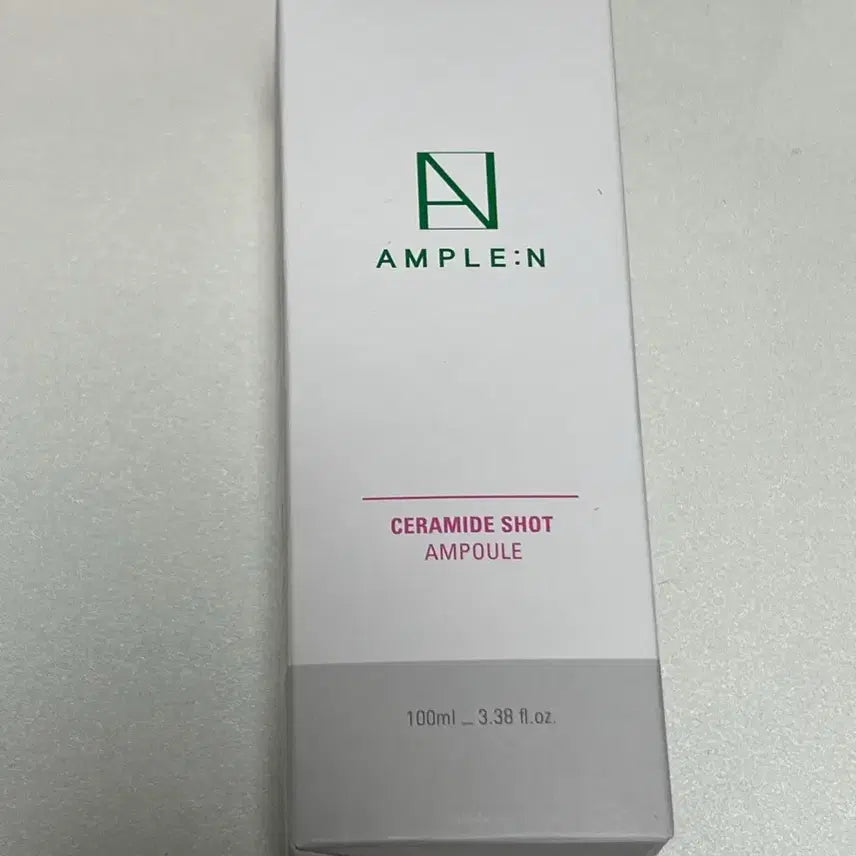 AMPLE:N
CERAMIDE SHOT
AMPOULE
100ml _ 3.38 fl.oz.